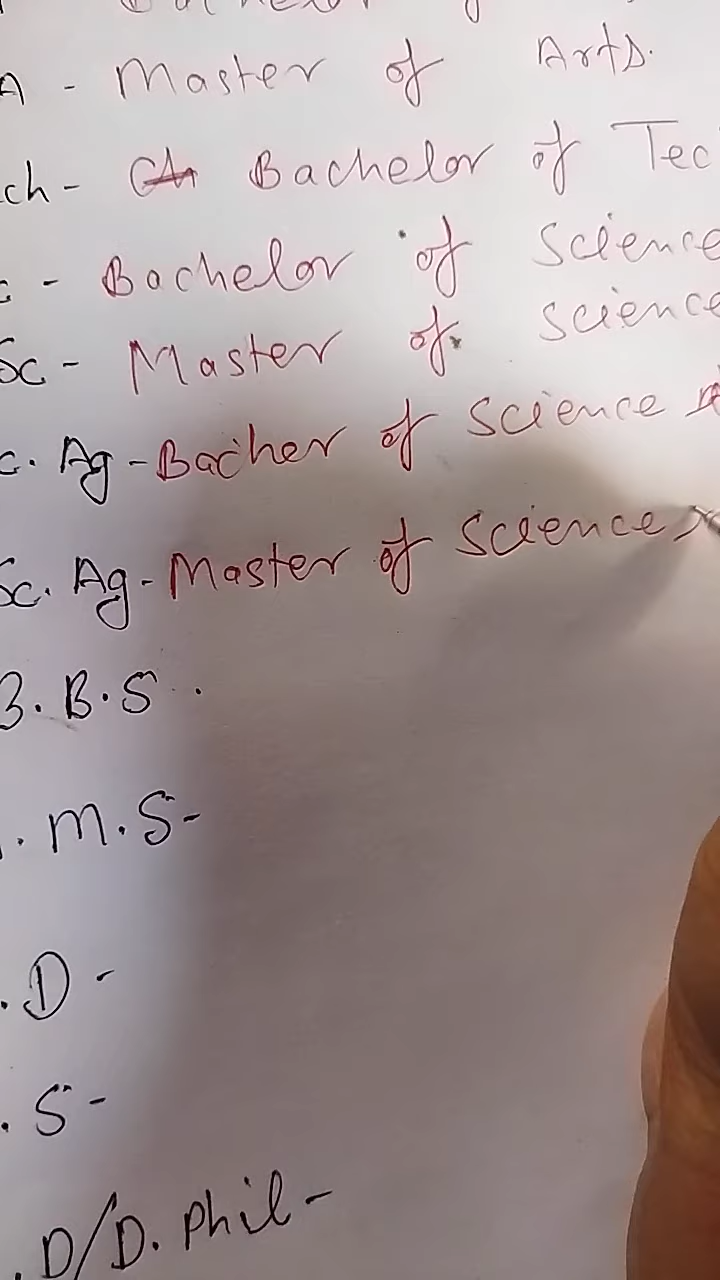 A - Master of Arts.
ch - Bachelor of Tec
- Bachelor of Science
Sc - Master of science
c. Ag - Bacher of Science
Sc. Ag - Master of Science
B. B. S.
. M. S -
. D -
. S -
. D/D. Phil -